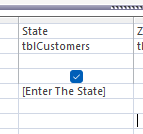 State Z
tblCustomers
[Enter The State]